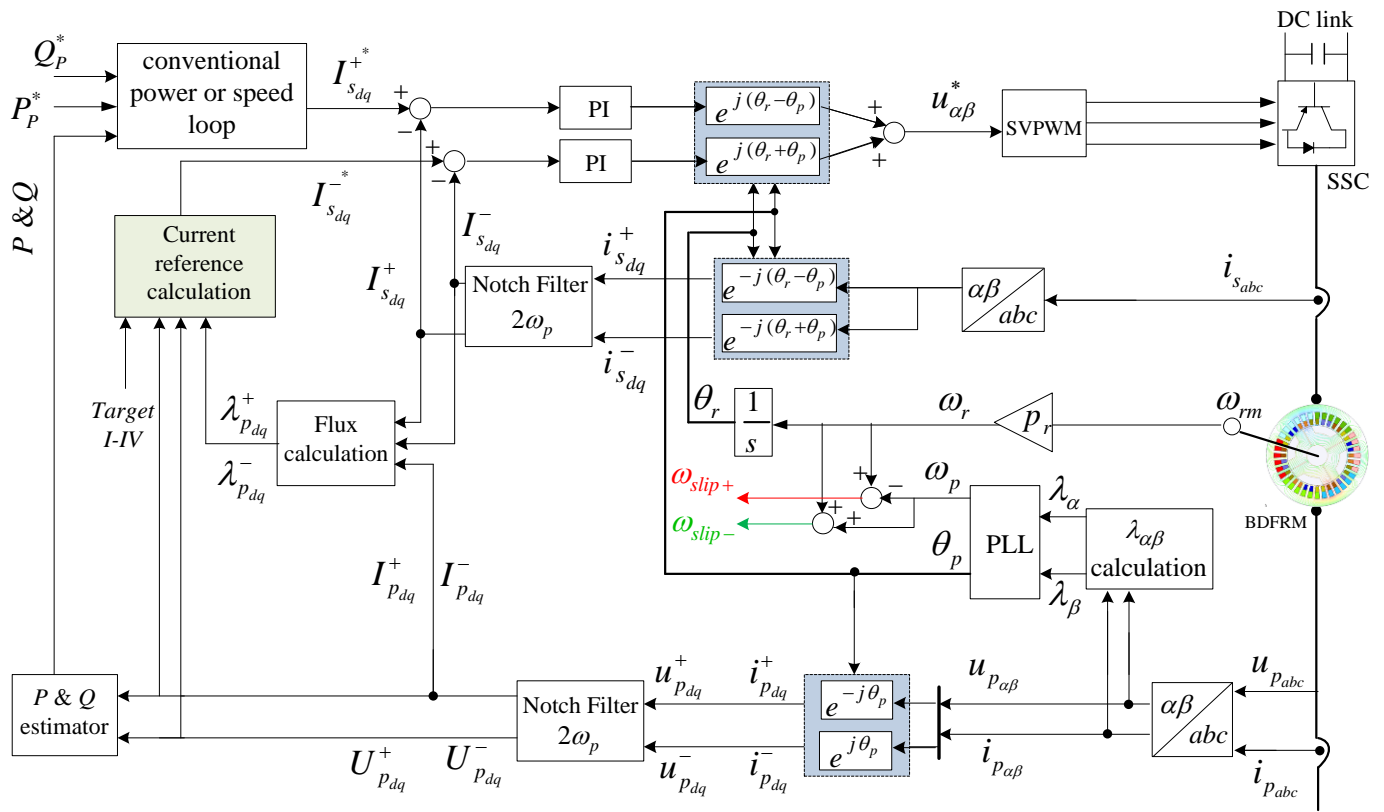 DC link
Q_P^*
P_P^*
conventional
power or speed
loop
I_{s_{dq}}^{+*}
+
−
PI
e^{j(θ_r−θ_p)}
+
u_{αβ}^*
SVPWM
SSC
+
−
PI
e^{j(θ_r+θ_p)}
+
I_{s_{dq}}^{-*}
P & Q
Current
reference
calculation
I_{s_{dq}}^{-}
I_{s_{dq}}^{+}
i_{s_{dq}}^{+}
Notch Filter
2ω_p
i_{s_{dq}}^{-}
e^{−j(θ_r−θ_p)}
e^{−j(θ_r+θ_p)}
αβ
abc
i_{s_{abc}}
Target
I-IV
λ_{p_{dq}}^{+}
λ_{p_{dq}}^{-}
Flux
calculation
θ_r
1
s
ω_r
p_r
ω_{rm}
BDFRM
ω_{slip+}
+
−
ω_p
ω_{slip−}
+
+
θ_p
PLL
λ_α
λ_β
λ_{αβ}
calculation
I_{p_{dq}}^{+}
I_{p_{dq}}^{-}
P & Q
estimator
U_{p_{dq}}^{+}
U_{p_{dq}}^{-}
Notch Filter
2ω_p
u_{p_{dq}}^{+}
i_{p_{dq}}^{+}
u_{p_{dq}}^{-}
i_{p_{dq}}^{-}
e^{−jθ_p}
e^{jθ_p}
u_{p_{αβ}}
i_{p_{αβ}}
αβ
abc
u_{p_{abc}}
i_{p_{abc}}